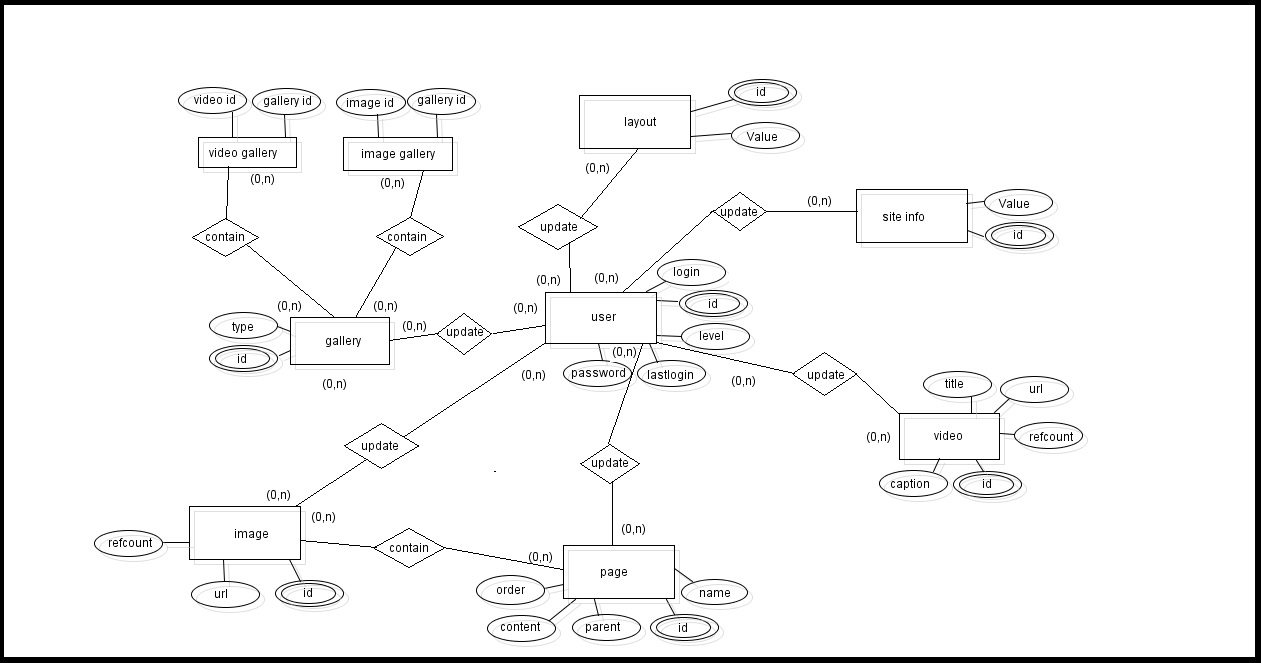 video id
gallery id
image id
gallery id
id
layout
Value
video gallery
image gallery
(0,n)
(0,n)
(0,n)
update
(0,n)
site info
Value
id
contain
contain
update
(0,n)
(0,n)
login
id
(0,n)
(0,n)
(0,n)
user
type
gallery
(0,n)
update
level
id
(0,n)
password
lastlogin
(0,n)
(0,n)
(0,n)
update
title
url
update
(0,n)
video
refcount
update
caption
id
(0,n)
(0,n)
(0,n)
image
refcount
contain
(0,n)
page
url
id
order
name
content
parent
id